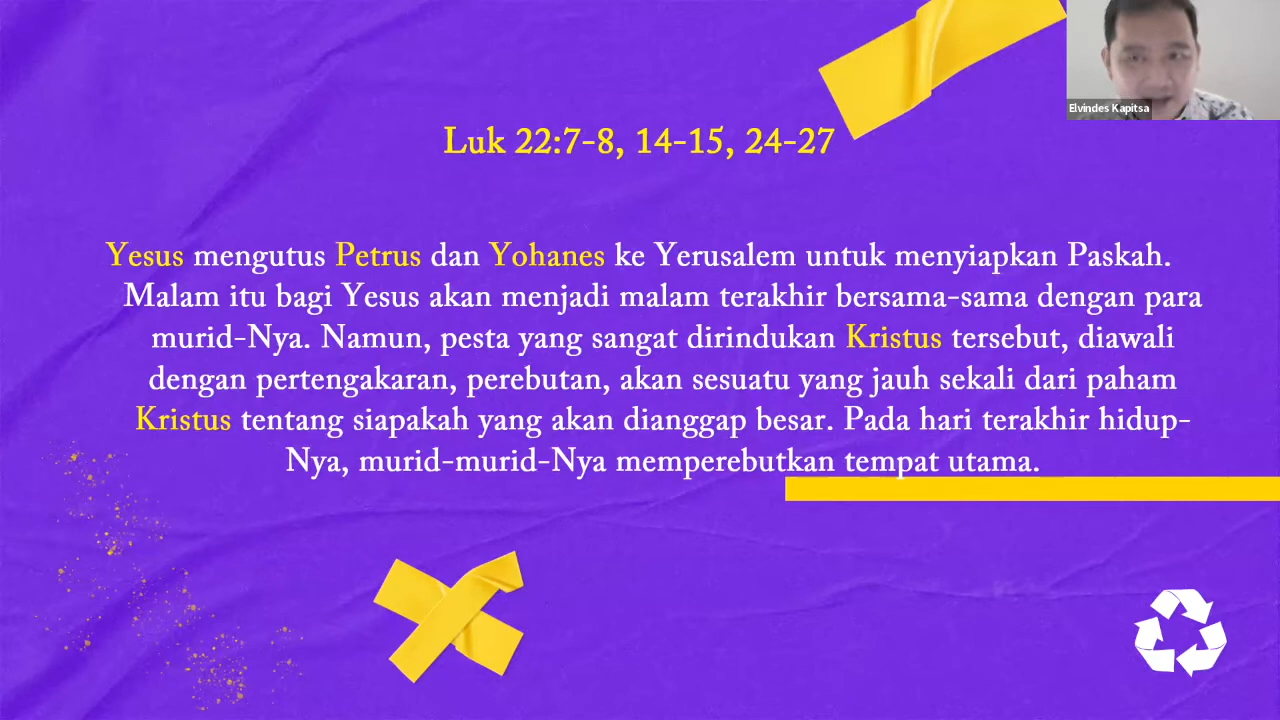 Elvindes Kapitsa
Luk 22:7-8, 14-15, 24-27
Yesus mengutus Petrus dan Yohanes ke Yerusalem untuk menyiapkan Paskah.
Malam itu bagi Yesus akan menjadi malam terakhir bersama-sama dengan para
murid-Nya. Namun, pesta yang sangat dirindukan Kristus tersebut, diawali
dengan pertengakaran, perebutan, akan sesuatu yang jauh sekali dari paham
Kristus tentang siapakah yang akan dianggap besar. Pada hari terakhir hidup-
Nya, murid-murid-Nya memperebutkan tempat utama.